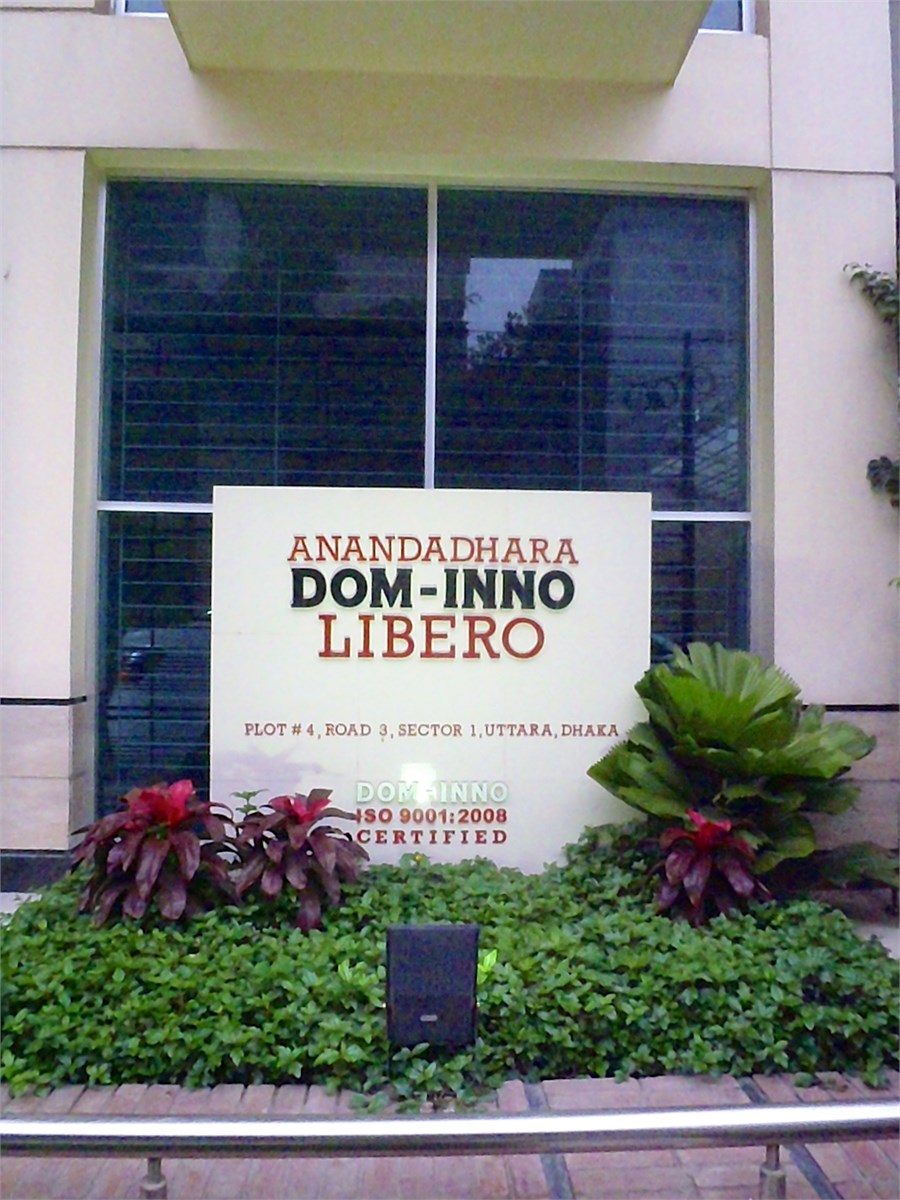 ANANDADHARA
DOM-INNO
LIBERO
PLOT # 4, ROAD 3, SECTOR 1, UTTARA, DHAKA
DOM-INNO
ISO 9001:2008
CERTIFIED